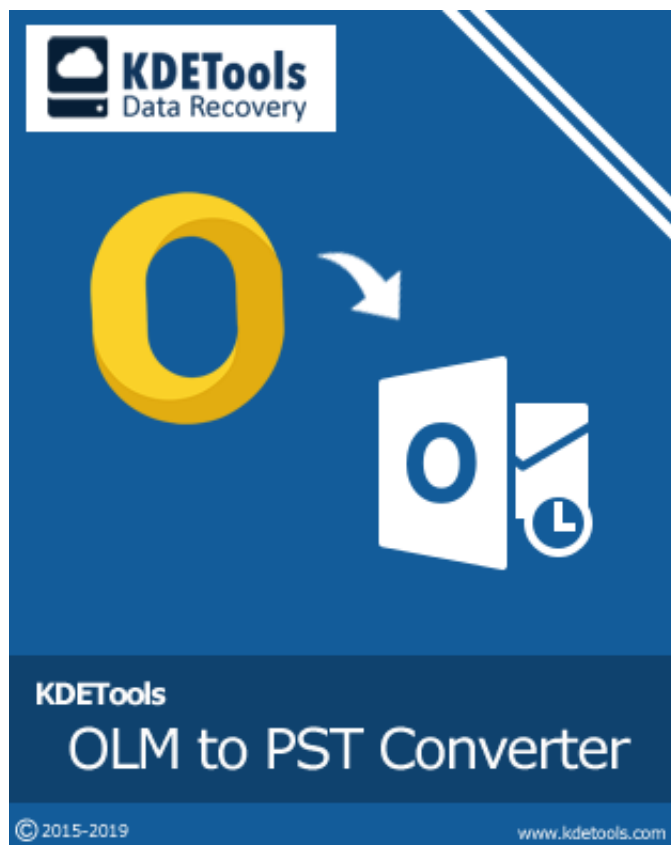 KDETools
Data Recovery
O
KDETools
OLM to PST Converter
© 2015-2019
www.kdetools.com